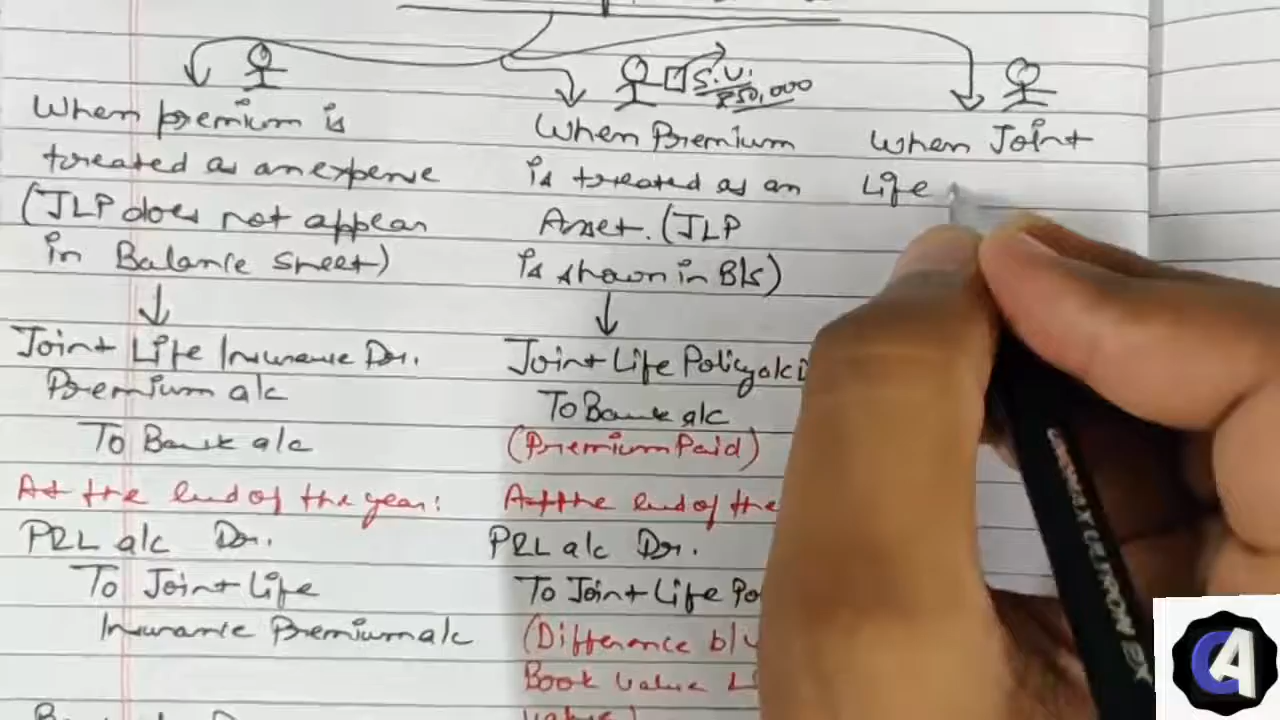 S.V.
₹50,000
When premium is
treated as an expense
(JLP does not appear
in Balance Sheet)
Joint Life Insurance Dr.
Premium a/c
To Bank a/c
At the end of the year:
P&L a/c Dr.
To Joint Life
Insurance Premium a/c
When Premium
is treated as an
Asset. (JLP
is shown in B/s)
Joint Life Policy a/c
To Bank a/c
(Premium Paid)
At the end of the
P&L a/c Dr.
To Joint Life
(Difference b/w
Book Value
value)
When Joint
Life
CA